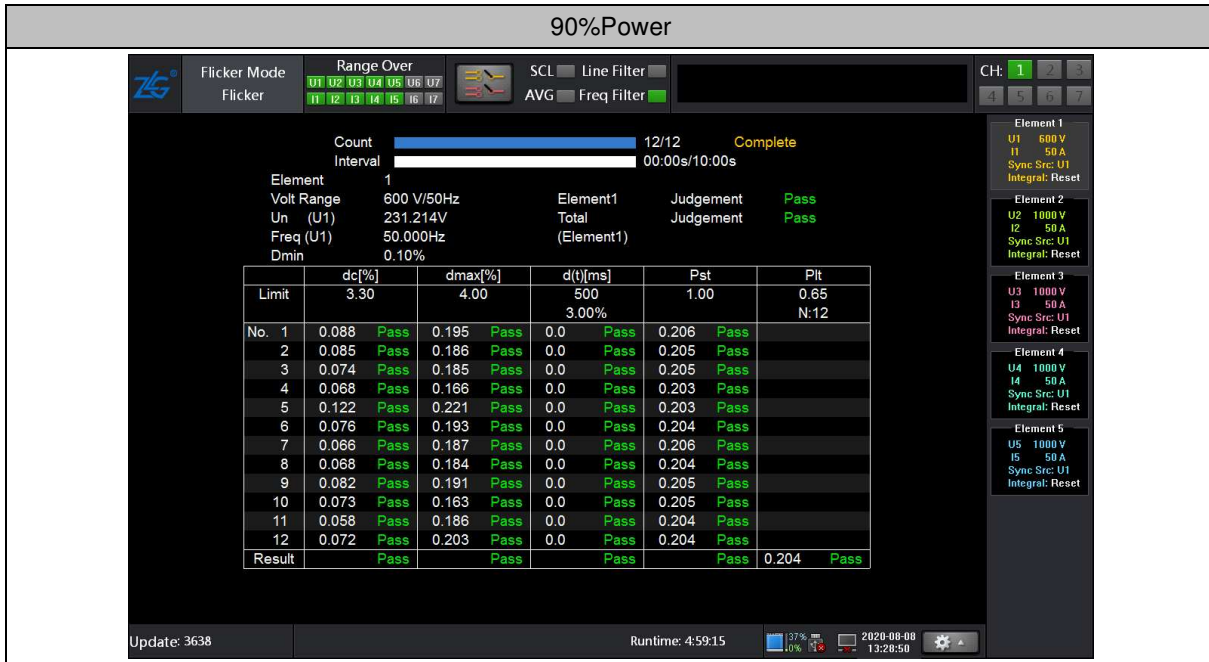 90%Power
ZLG®
Flicker Mode
Flicker
Range Over
U1 U2 U3 U4 U5 U6 U7
I1 I2 I3 I4 I5 I6 I7
SCL Line Filter
AVG Freq Filter
CH: 1 2 3
4 5 6 7
Count 12/12 Complete
Interval 00:00s/10:00s
Element 1
Volt Range 600 V/50Hz Element1 Judgement Pass
Un (U1) 231.214V Total Judgement Pass
Freq (U1) 50.000Hz (Element1)
Dmin 0.10%
dc[%] dmax[%] d(t)[ms] Pst Plt
Limit 3.30 4.00 500 1.00 0.65
3.00% N:12
No. 1 0.088 Pass 0.195 Pass 0.0 Pass 0.206 Pass
2 0.085 Pass 0.186 Pass 0.0 Pass 0.205 Pass
3 0.074 Pass 0.185 Pass 0.0 Pass 0.205 Pass
4 0.068 Pass 0.166 Pass 0.0 Pass 0.203 Pass
5 0.122 Pass 0.221 Pass 0.0 Pass 0.203 Pass
6 0.076 Pass 0.193 Pass 0.0 Pass 0.204 Pass
7 0.066 Pass 0.187 Pass 0.0 Pass 0.206 Pass
8 0.068 Pass 0.184 Pass 0.0 Pass 0.204 Pass
9 0.082 Pass 0.191 Pass 0.0 Pass 0.205 Pass
10 0.073 Pass 0.163 Pass 0.0 Pass 0.205 Pass
11 0.058 Pass 0.186 Pass 0.0 Pass 0.204 Pass
12 0.072 Pass 0.203 Pass 0.0 Pass 0.204 Pass
Result Pass Pass Pass Pass 0.204 Pass
Element 1
U1 600 V
I1 50 A
Sync Src: U1
Integral: Reset
Element 2
U2 1000 V
I2 50 A
Sync Src: U1
Integral: Reset
Element 3
U3 1000 V
I3 50 A
Sync Src: U1
Integral: Reset
Element 4
U4 1000 V
I4 50 A
Sync Src: U1
Integral: Reset
Element 5
U5 1000 V
I5 50 A
Sync Src: U1
Integral: Reset
Update: 3638
Runtime: 4:59:15
37%
0%
2020-08-08
13:28:50